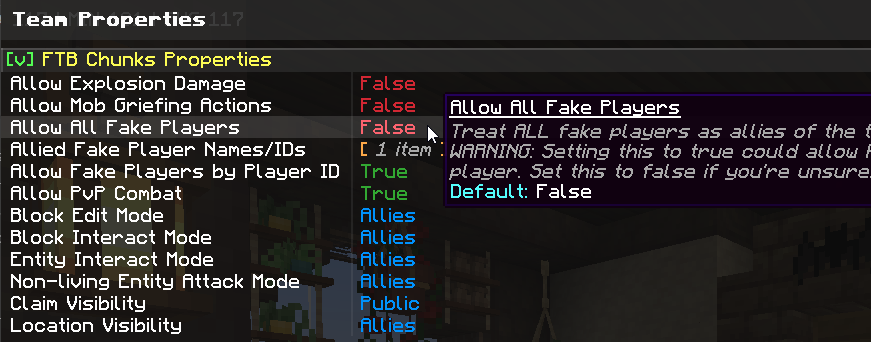 Team Properties
[v] FTB Chunks Properties
Allow Explosion Damage False
Allow Mob Griefing Actions False
Allow All Fake Players False
Allied Fake Player Names/IDs [ 1 item
Allow Fake Players by Player ID True
Allow PvP Combat True
Block Edit Mode Allies
Block Interact Mode Allies
Entity Interact Mode Allies
Non-living Entity Attack Mode Allies
Claim Visibility Public
Location Visibility Allies
Allow All Fake Players
Treat ALL fake players as allies of the
WARNING: Setting this to true could allow
player. Set this to false if you're unsure
Default: False